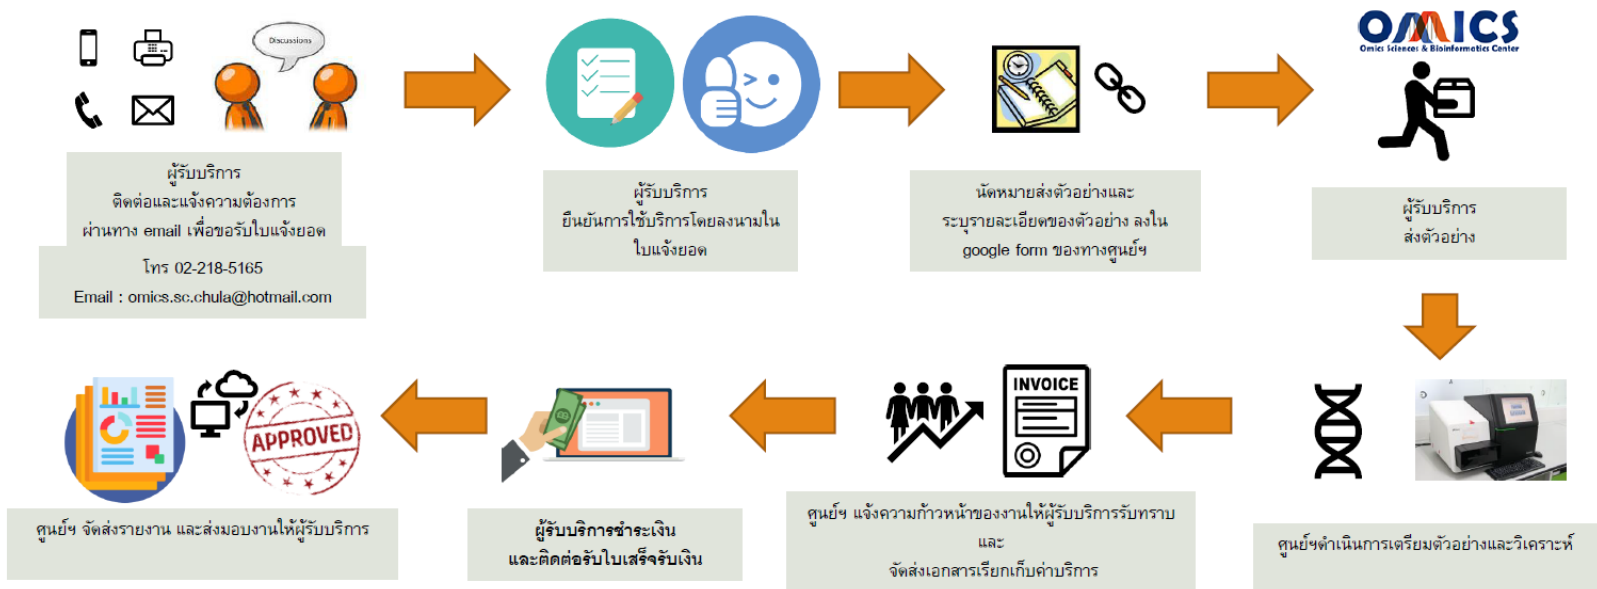 Discussions
OMICS
Omics Sciences & Bioinformatics Center
ผู้รับบริการ
ติดต่อและแจ้งความต้องการ
ผ่านทาง email เพื่อขอรับใบแจ้งยอด
โทร 02-218-5165
Email : omics.sc.chula@hotmail.com
ผู้รับบริการ
ยืนยันการใช้บริการโดยลงนามใน
ใบแจ้งยอด
นัดหมายส่งตัวอย่างและ
ระบุรายละเอียดของตัวอย่าง ลงใน
google form ของทางศูนย์ฯ
ผู้รับบริการ
ส่งตัวอย่าง
ศูนย์ฯดำเนินการเตรียมตัวอย่างและวิเคราะห์
INVOICE
ศูนย์ฯ แจ้งความก้าวหน้าของงานให้ผู้รับบริการรับทราบ
และ
จัดส่งเอกสารเรียกเก็บค่าบริการ
ผู้รับบริการชำระเงิน
และติดต่อรับใบเสร็จรับเงิน
APPROVED
ศูนย์ฯ จัดส่งรายงาน และส่งมอบงานให้ผู้รับบริการ